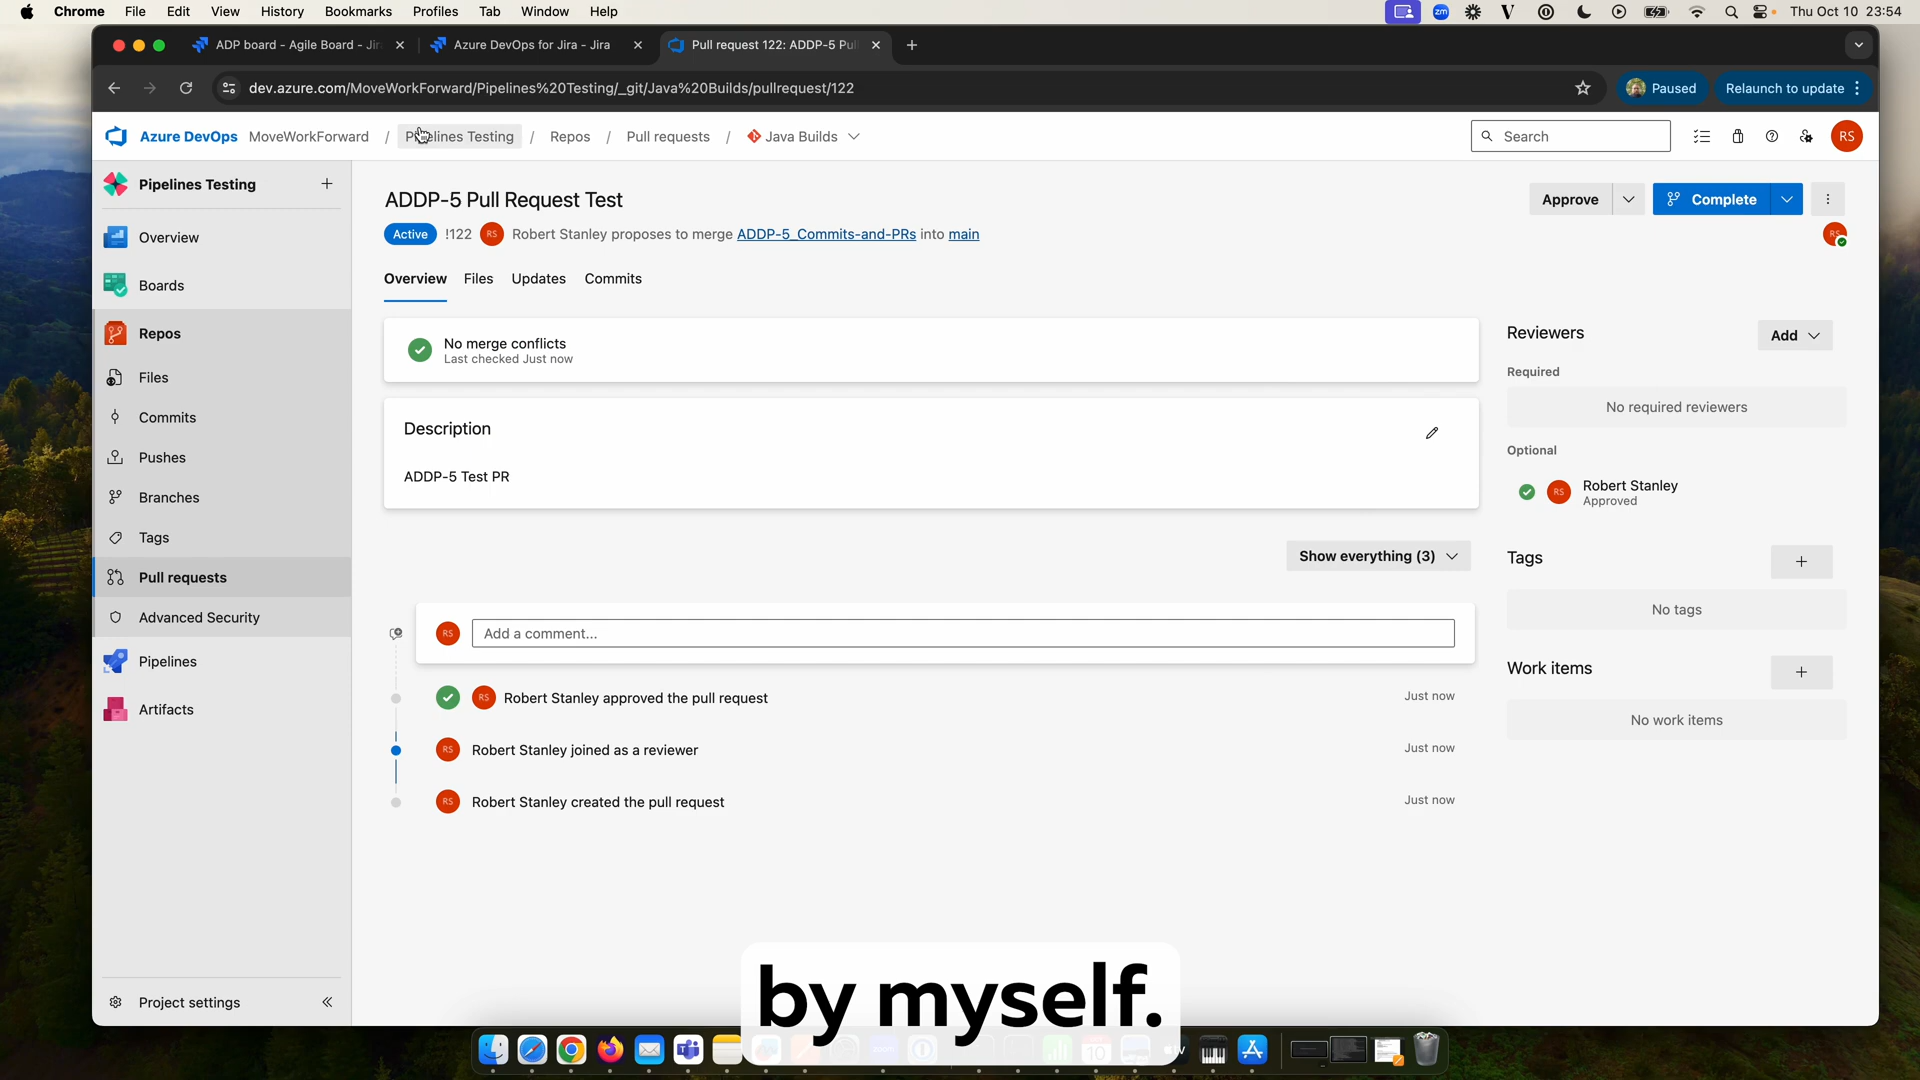 Chrome File Edit View History Bookmarks Profiles Tab Window Help zm V Thu Oct 10 23:54
ADP board - Agile Board - Jir
Azure DevOps for Jira - Jira
Pull request 122: ADDP-5 Pul
dev.azure.com/MoveWorkForward/Pipelines%20Testing/_git/Java%20Builds/pullrequest/122
Paused
Relaunch to update
Azure DevOps MoveWorkForward / Pipelines Testing / Repos / Pull requests / Java Builds
Search
RS
Pipelines Testing
Overview
Boards
Repos
Files
Commits
Pushes
Branches
Tags
Pull requests
Advanced Security
Pipelines
Artifacts
Project settings
ADDP-5 Pull Request Test
Approve
Complete
Active !122 RS Robert Stanley proposes to merge ADDP-5_Commits-and-PRs into main
RS
Overview Files Updates Commits
No merge conflicts
Last checked Just now
Description
ADDP-5 Test PR
Show everything (3)
RS Add a comment...
RS Robert Stanley approved the pull request Just now
RS Robert Stanley joined as a reviewer Just now
RS Robert Stanley created the pull request Just now
Reviewers
Add
Required
No required reviewers
Optional
RS Robert Stanley
Approved
Tags
No tags
Work items
No work items
by myself.